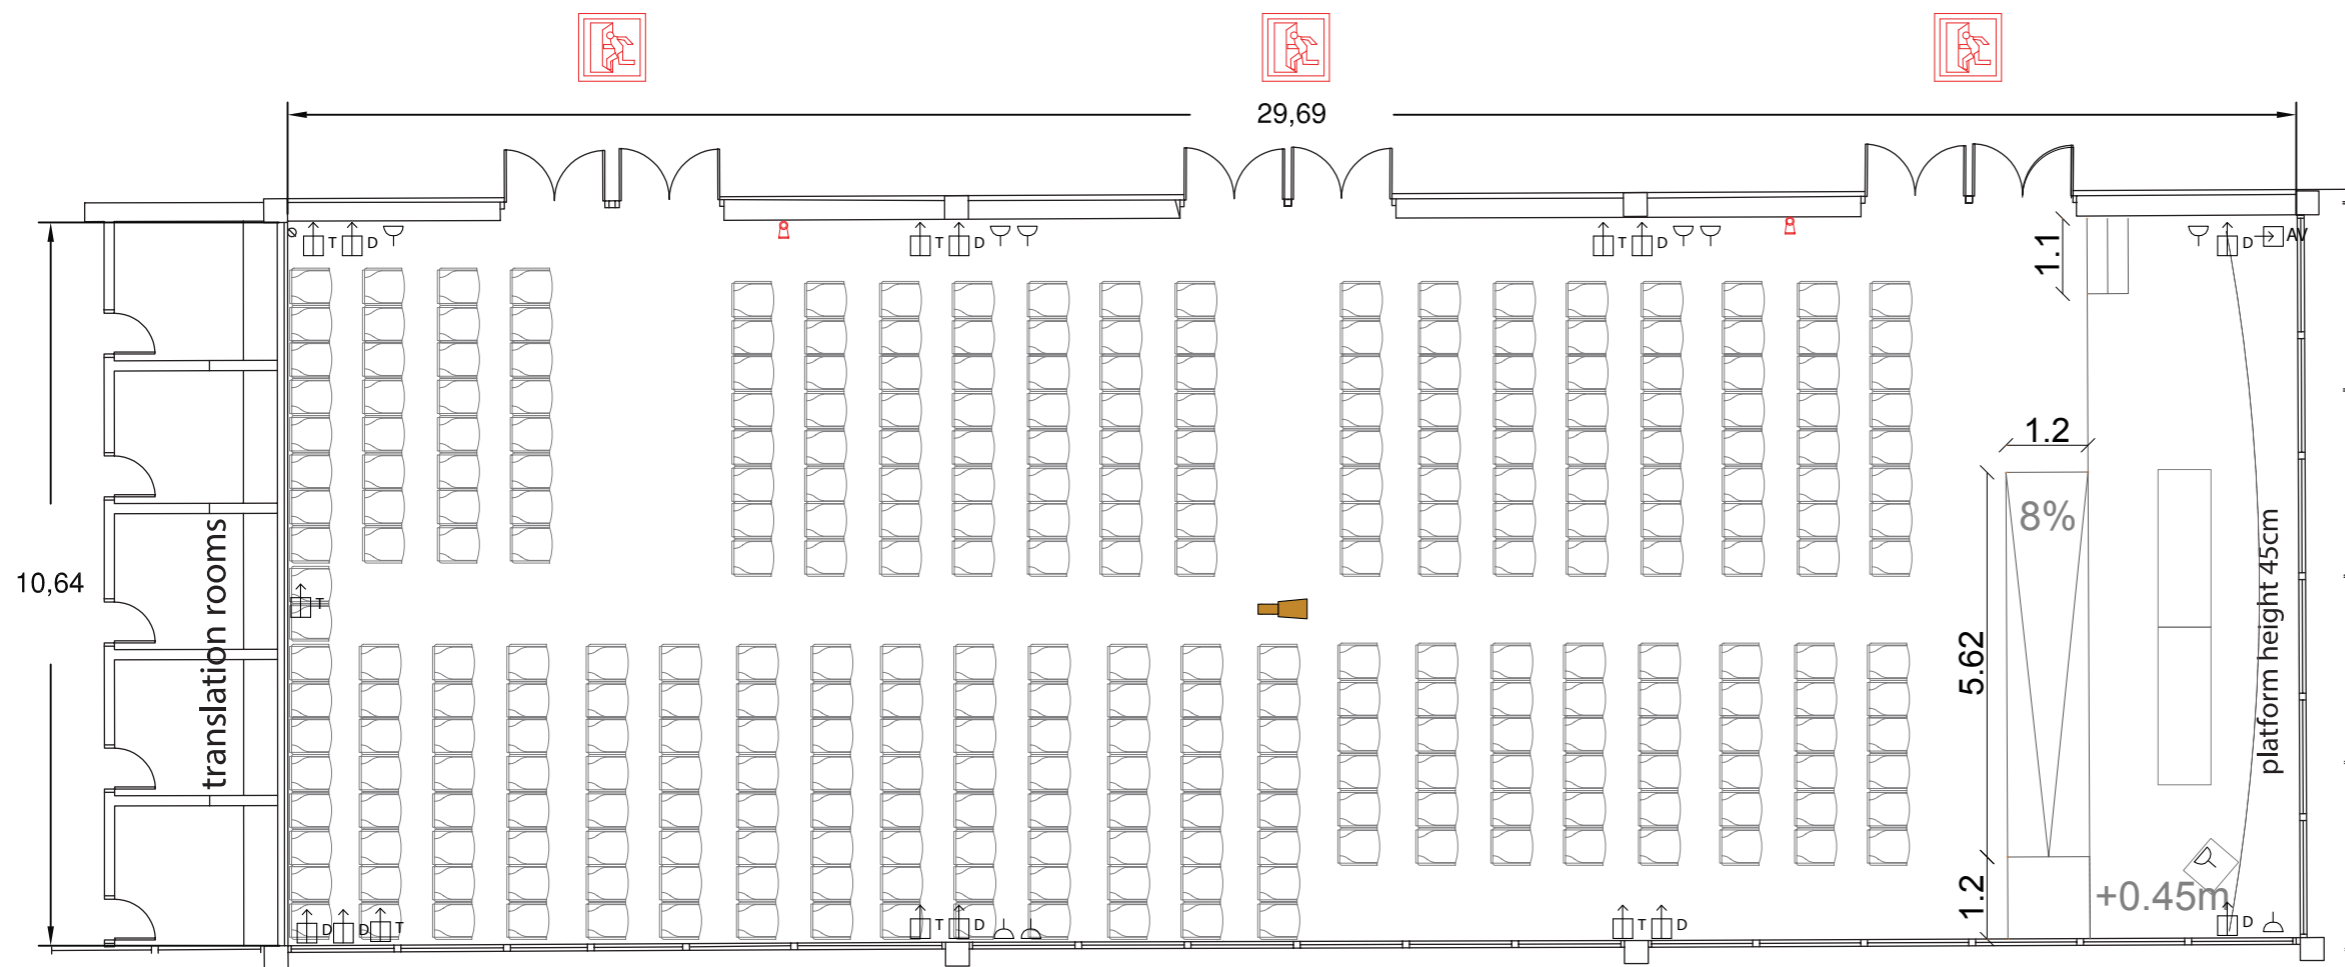 29,69
T D
T D
T D
D AV
1.1
1.2
8%
translation rooms
10,64
T
5.62
platform height 45cm
1.2
+0.45m
D D T
T D
T D
D